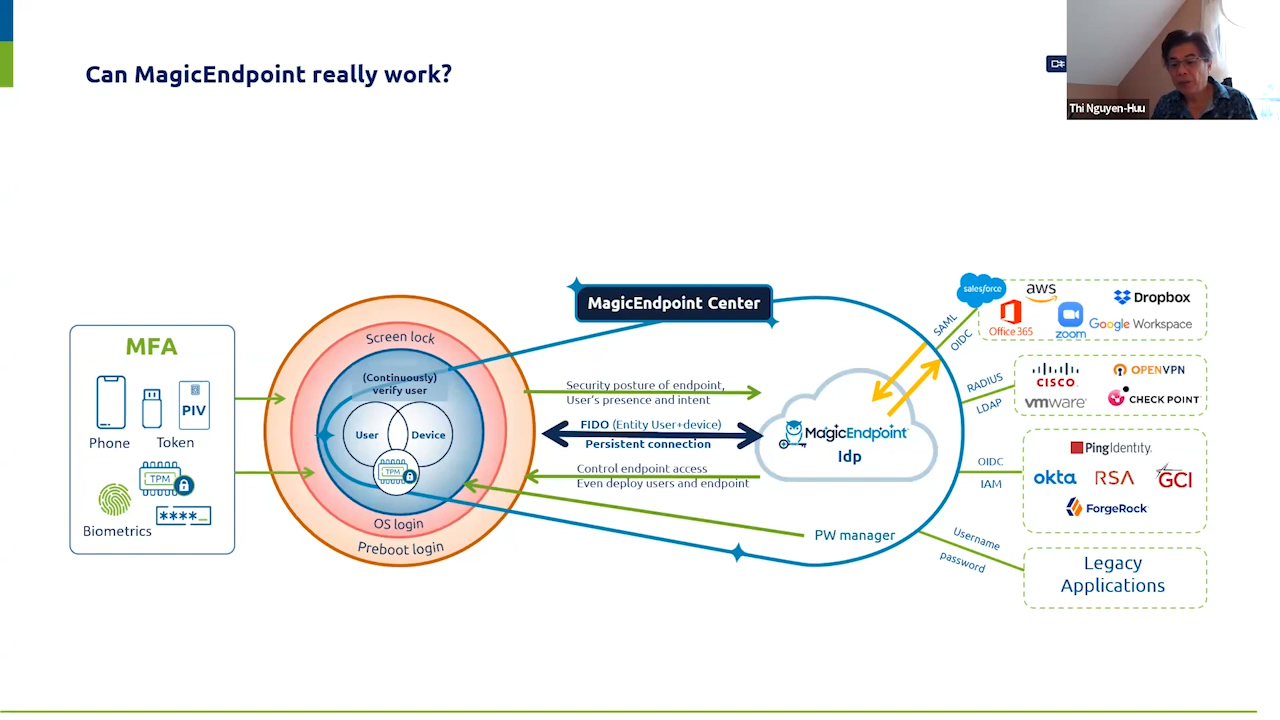 Can MagicEndpoint really work?
Thi Nguyen-Huu
MFA
Phone
Token
PIV
TPM
Biometrics
****_
Screen lock
(Continuously)
verify user
User
Device
TPM
OS login
Preboot login
MagicEndpoint Center
Security posture of endpoint,
User's presence and intent
FIDO (Entity User+device)
Persistent connection
Control endpoint access
Even deploy users and endpoint
PW manager
MagicEndpoint
Idp
SAML
OIDC
RADIUS
LDAP
OIDC
IAM
Username
password
salesforce
aws
Dropbox
Office 365
zoom
Google Workspace
CISCO
OPENVPN
vmware
CHECK POINT
PingIdentity.
okta
RSA
GCI
ForgeRock
Legacy
Applications